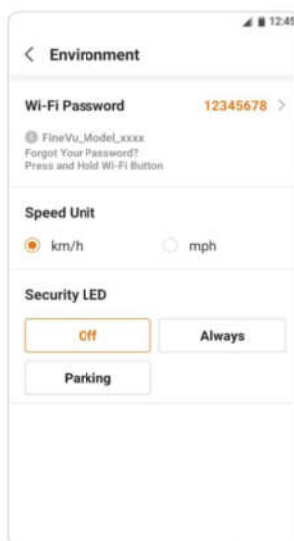 12:45
Environment
Wi-Fi Password 12345678
FineVu_Model_xxxx
Forgot Your Password?
Press and Hold Wi-Fi Button
Speed Unit
km/h mph
Security LED
Off Always
Parking